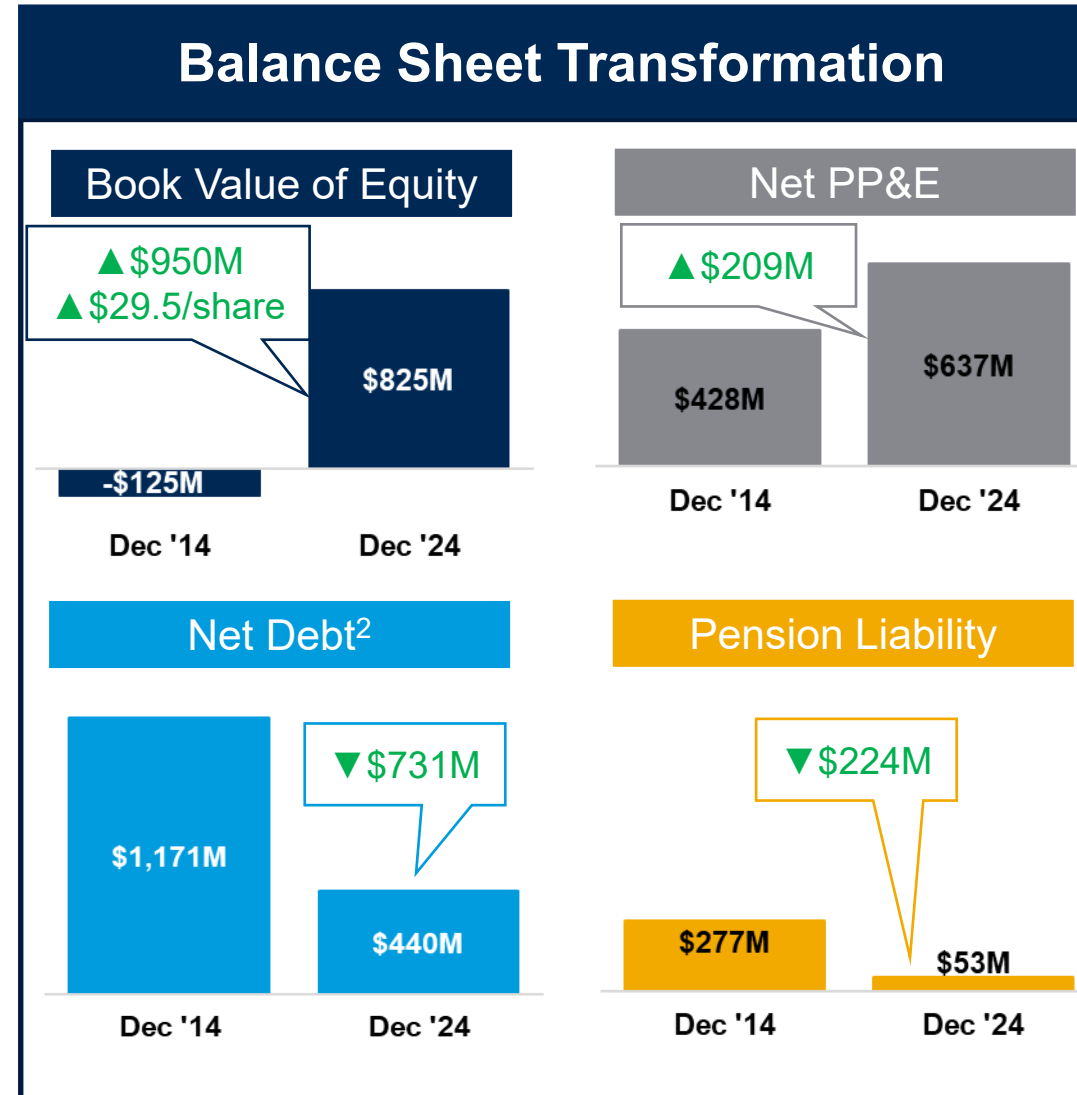 Balance Sheet Transformation
Book Value of Equity
▲$950M
▲$29.5/share
$825M
-$125M
Dec '14
Dec '24
Net PP&E
▲$209M
$428M
$637M
Dec '14
Dec '24
Net Debt²
▼$731M
$1,171M
$440M
Dec '14
Dec '24
Pension Liability
▼$224M
$277M
$53M
Dec '14
Dec '24